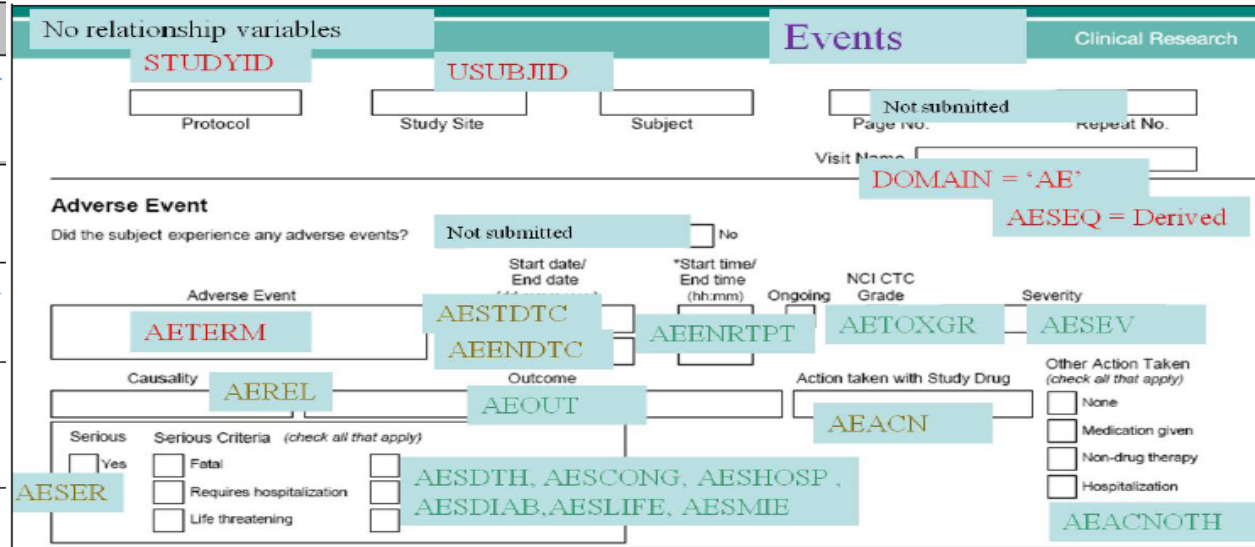 No relationship variables
Events
Clinical Research
STUDYID
USUBJID
Not submitted
Protocol
Study Site
Subject
Page No.
Repeat No.
Visit Name
DOMAIN = ‘AE’
AESEQ = Derived
Adverse Event
Did the subject experience any adverse events?
Not submitted
No
Start date/
End date
*Start time/
End time
(hh:mm)
Ongoing
NCI CTC
Grade
Adverse Event
Severity
AETERM
AESTDTC
AEENDTC
AEENRTPT
AETOXGR
AESEV
Causality
AEREL
Outcome
AEOUT
Action taken with Study Drug
AEACN
Other Action Taken
(check all that apply)
None
Medication given
Non-drug therapy
Hospitalization
AEACNOTH
Serious
Yes
AESER
Serious Criteria (check all that apply)
Fatal
Requires hospitalization
Life threatening
AESDTH, AESCONG, AESHOSP ,
AESDIAB,AESLIFE, AESMIE